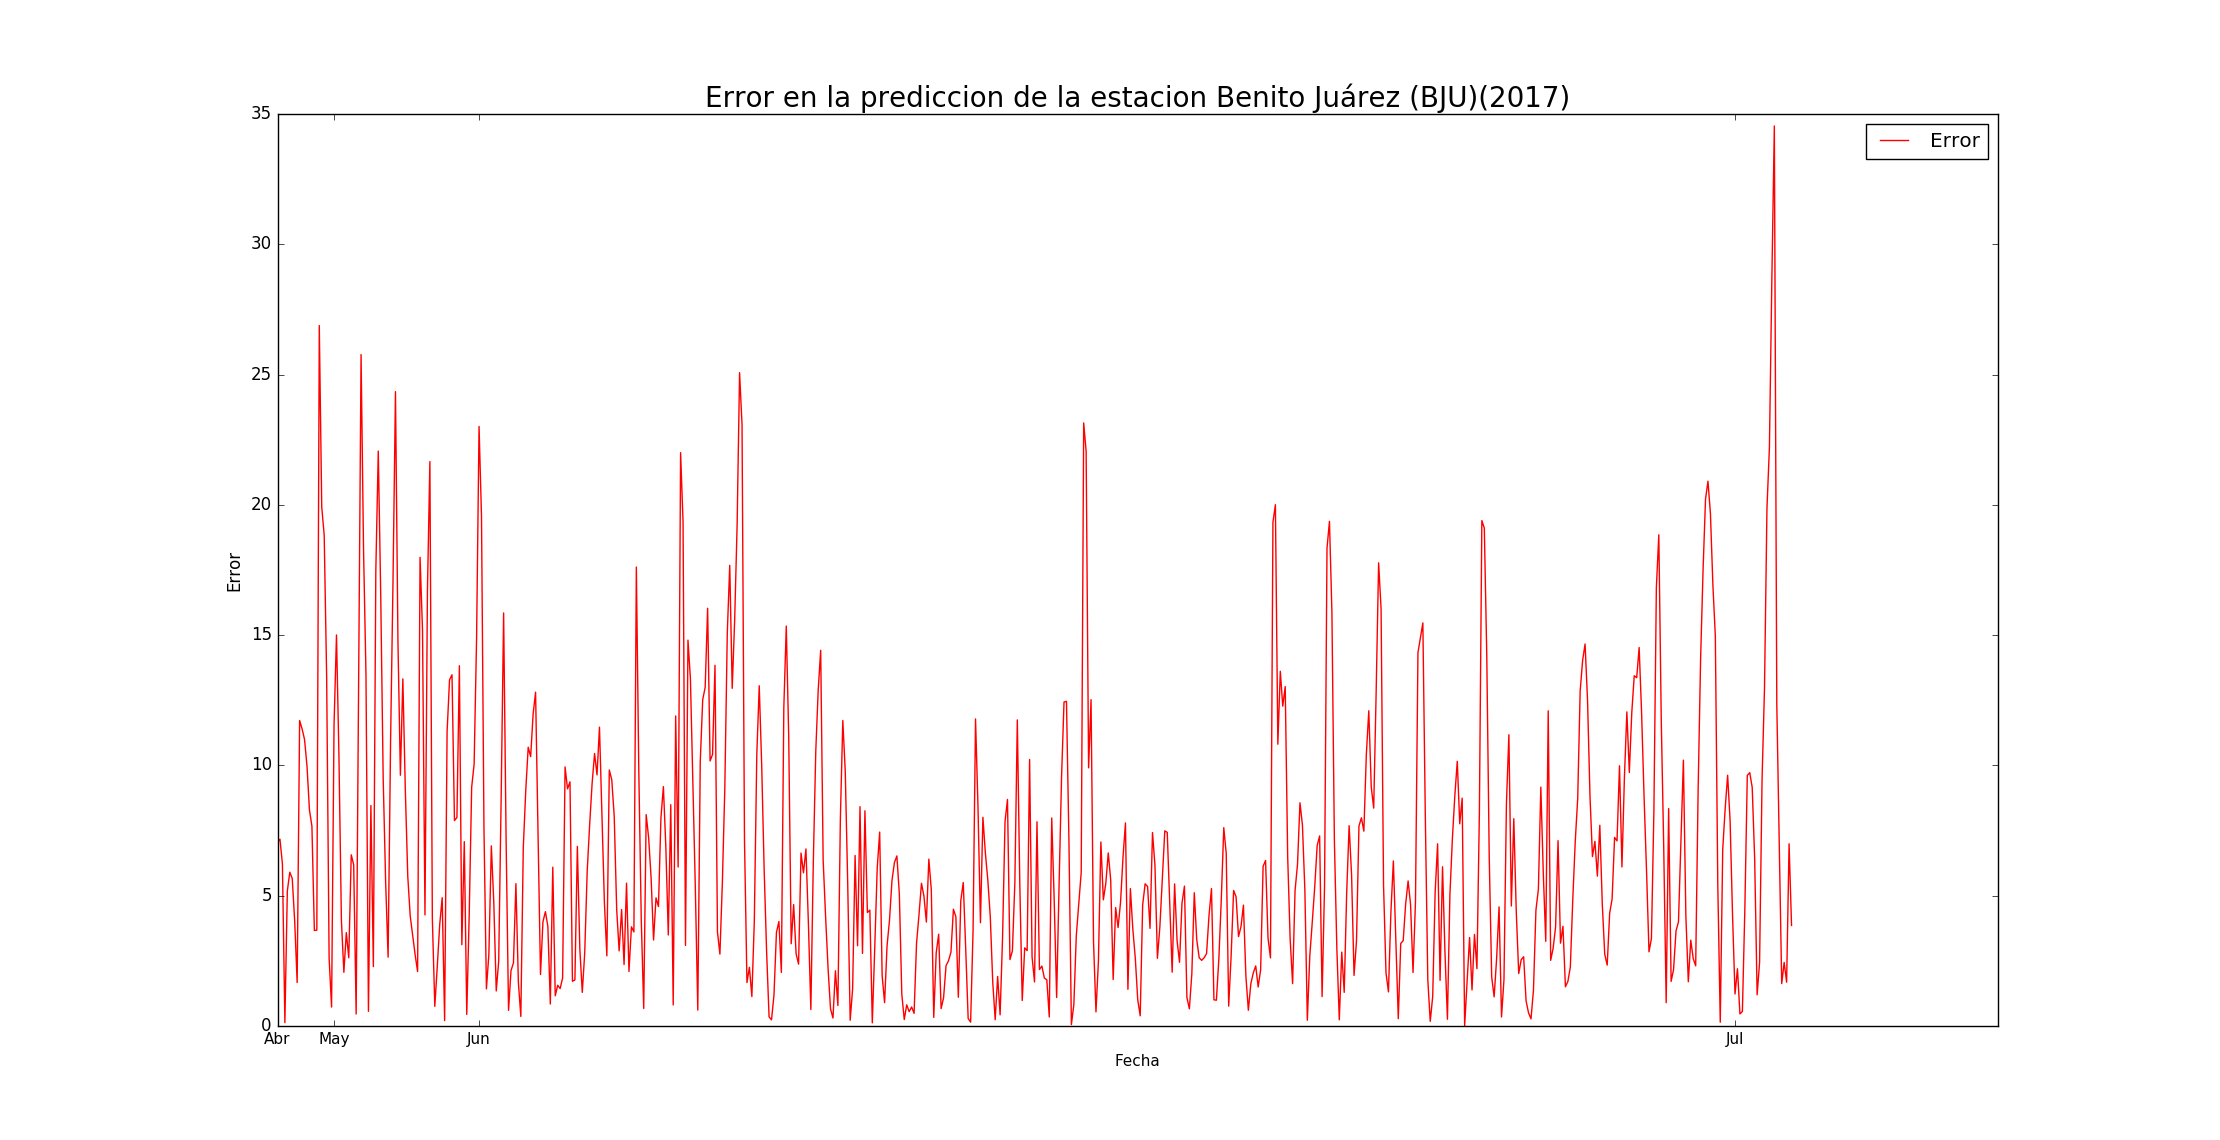 Error en la prediccion de la estacion Benito Juárez (BJU)(2017)
Error
35
30
25
20
15
10
5
0
Error
Abr May Jun Jul
Fecha